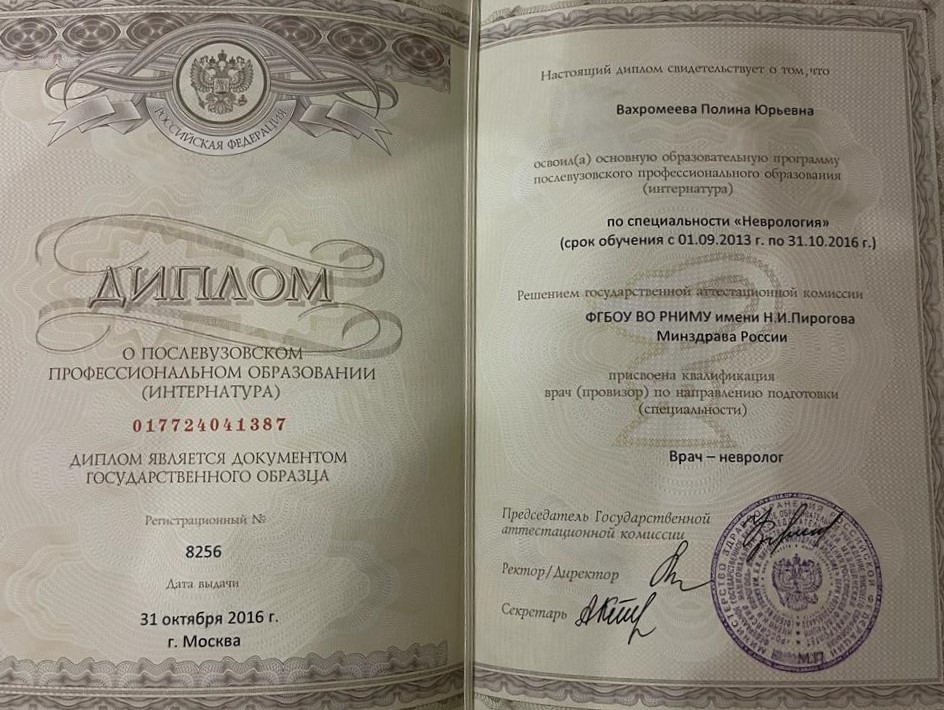 РОССИЙСКАЯ ФЕДЕРАЦИЯ
ДИПЛОМ
О ПОСЛЕВУЗОВСКОМ
ПРОФЕССИОНАЛЬНОМ ОБРАЗОВАНИИ
(ИНТЕРНАТУРА)
017724041387
ДИПЛОМ ЯВЛЯЕТСЯ ДОКУМЕНТОМ
ГОСУДАРСТВЕННОГО ОБРАЗЦА
Регистрационный №
8256
Дата выдачи
31 октября 2016 г.
г. Москва
Настоящий диплом свидетельствует о том, что
Вахромеева Полина Юрьевна
освоил(а) основную образовательную программу
послевузовского профессионального образования
(интернатура)
по специальности «Неврология»
(срок обучения с 01.09.2013 г. по 31.10.2016 г.)
Решением государственной аттестационной комиссии
ФГБОУ ВО РНИМУ имени Н.И.Пирогова
Минздрава России
присвоена квалификация
врач (провизор) по направлению подготовки
(специальности)
Врач – невролог
Председатель Государственной
аттестационной комиссии
Ректор/Директор
Секретарь
М.П.